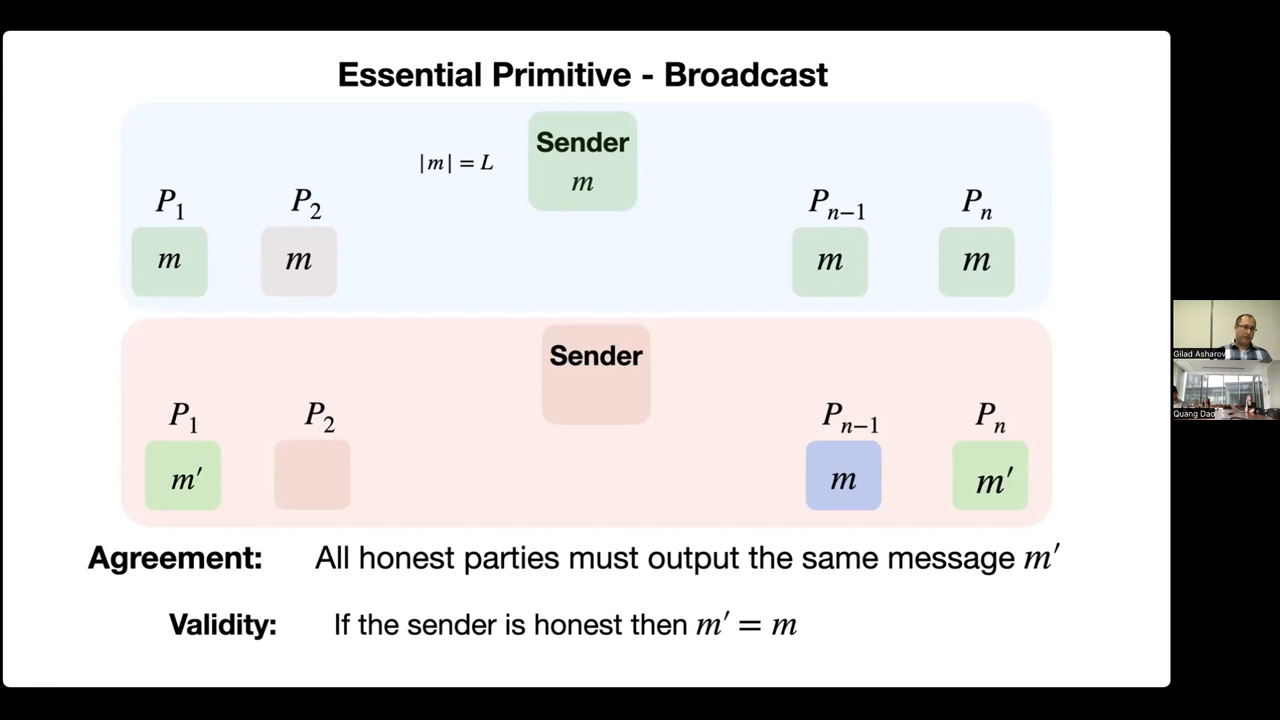 Essential Primitive - Broadcast
Sender
|m| = L
m
P₁ P₂ Pₙ₋₁ Pₙ
m m m m
Sender
P₁ P₂ Pₙ₋₁ Pₙ
m′ m m′
Agreement: All honest parties must output the same message m′
Validity: If the sender is honest then m′ = m
Gilad Asharov
Quang Dao